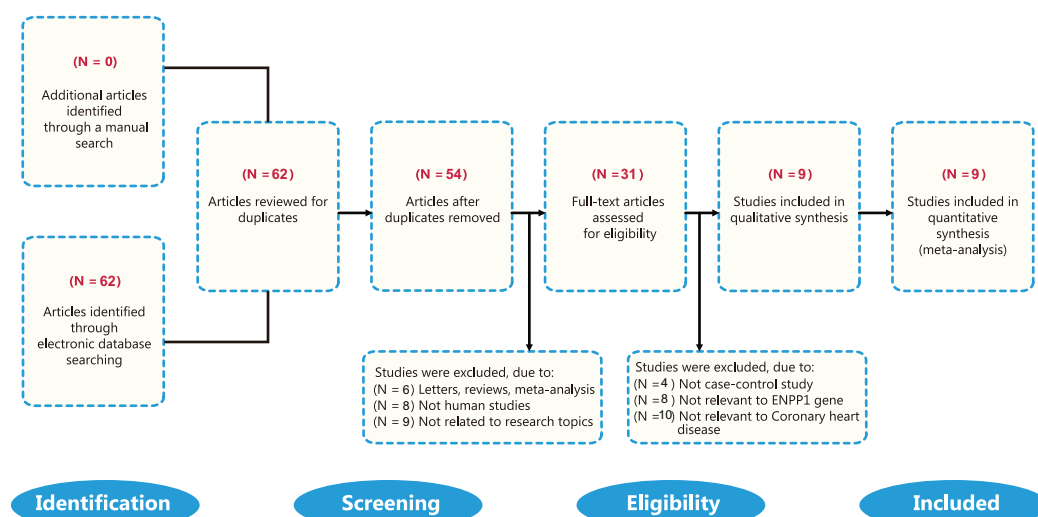 (N = 0)
Additional articles
identified
through a manual
search
(N = 62)
Articles identified
through
electronic database
searching
(N = 62)
Articles reviewed for
duplicates
(N = 54)
Articles after
duplicates removed
(N = 31)
Full-text articles
assessed
for eligibility
(N = 9)
Studies included in
qualitative synthesis
(N = 9)
Studies included in
quantitative
synthesis
(meta-analysis)
Studies were excluded, due to:
(N = 6) Letters, reviews, meta-analysis
(N = 8) Not human studies
(N = 9) Not related to research topics
Studies were excluded, due to:
(N =4 ) Not case-control study
(N =8 ) Not relevant to ENPP1 gene
(N =10) Not relevant to Coronary heart
disease
Identification
Screening
Eligibility
Included